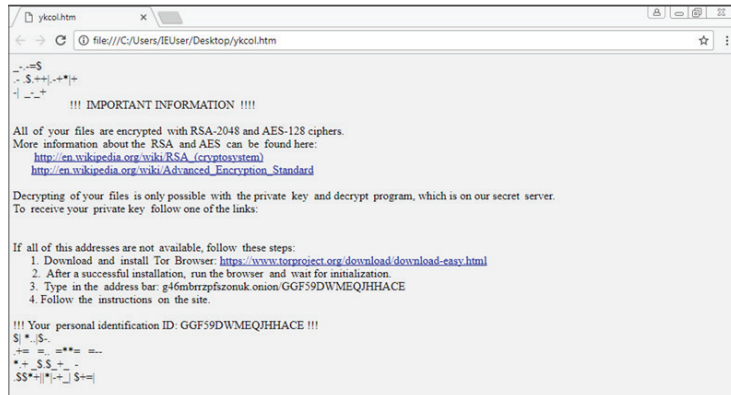 ykcol.htm
file:///C:/Users/IEUser/Desktop/ykcol.htm
_-.-=$
.- .$.++|.-+*|+
-| _-_+
!!! IMPORTANT INFORMATION !!!!
All of your files are encrypted with RSA-2048 and AES-128 ciphers.
More information about the RSA and AES can be found here:
http://en.wikipedia.org/wiki/RSA_(cryptosystem)
http://en.wikipedia.org/wiki/Advanced_Encryption_Standard
Decrypting of your files is only possible with the private key and decrypt program, which is on our secret server.
To receive your private key follow one of the links:
If all of this addresses are not available, follow these steps:
1. Download and install Tor Browser: https://www.torproject.org/download/download-easy.html
2. After a successful installation, run the browser and wait for initialization.
3. Type in the address bar: g46mbrrzpfszonuk.onion/GGF59DWMEQJHHACE
4. Follow the instructions on the site.
!!! Your personal identification ID: GGF59DWMEQJHHACE !!!
$| *..|$-.
.+= =.. =**= =--
*.+ _$.$_+_ -
.$$*+||*|-+_| $+=|